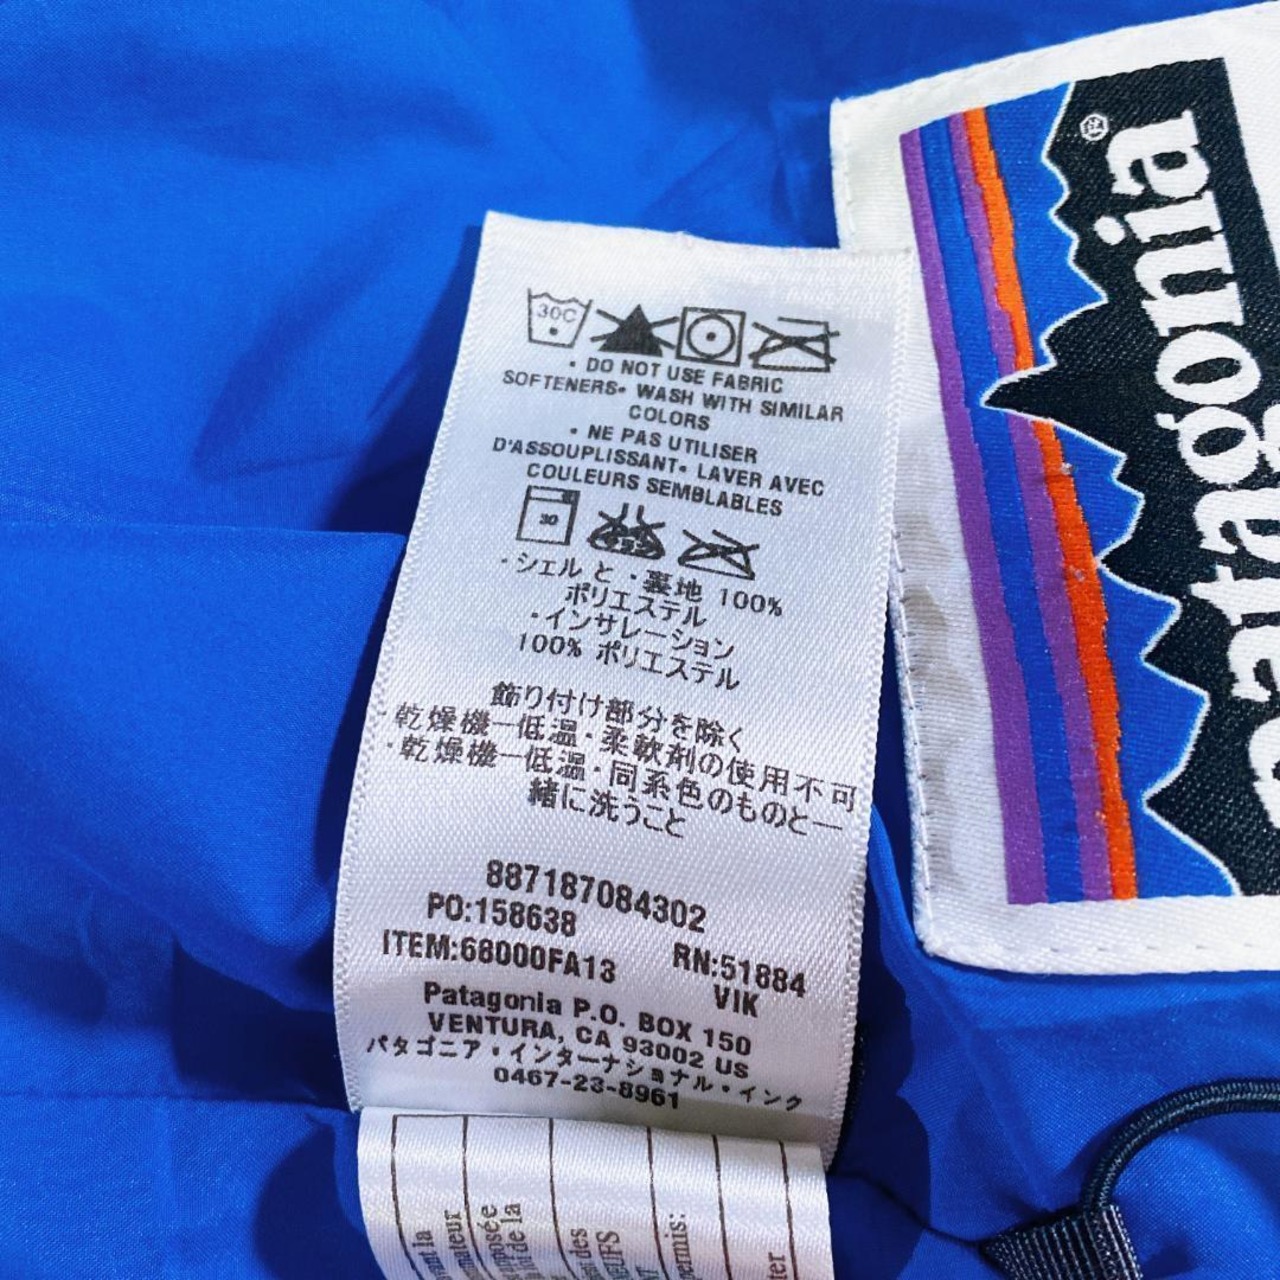 30C
• DO NOT USE FABRIC
SOFTENERS• WASH WITH SIMILAR
COLORS
• NE PAS UTILISER
D'ASSOUPLISSANT• LAVER AVEC
COULEURS SEMBLABLES
30
・シェル と ・裏地 100%
ポリエステル
・インサレーション
100% ポリエステル
飾り付け部分を除く
・乾燥機ー低温・柔軟剤の使用不可
・乾燥機ー低温・同系色のものと一
緒に洗うこと
887187084302
PO:158638
RN:51884
ITEM:68000FA13
VIK
Patagonia P.O. BOX 150
VENTURA, CA 93002 US
パタゴニア・インターナショナル・インク
0467-23-8961
patagonia®